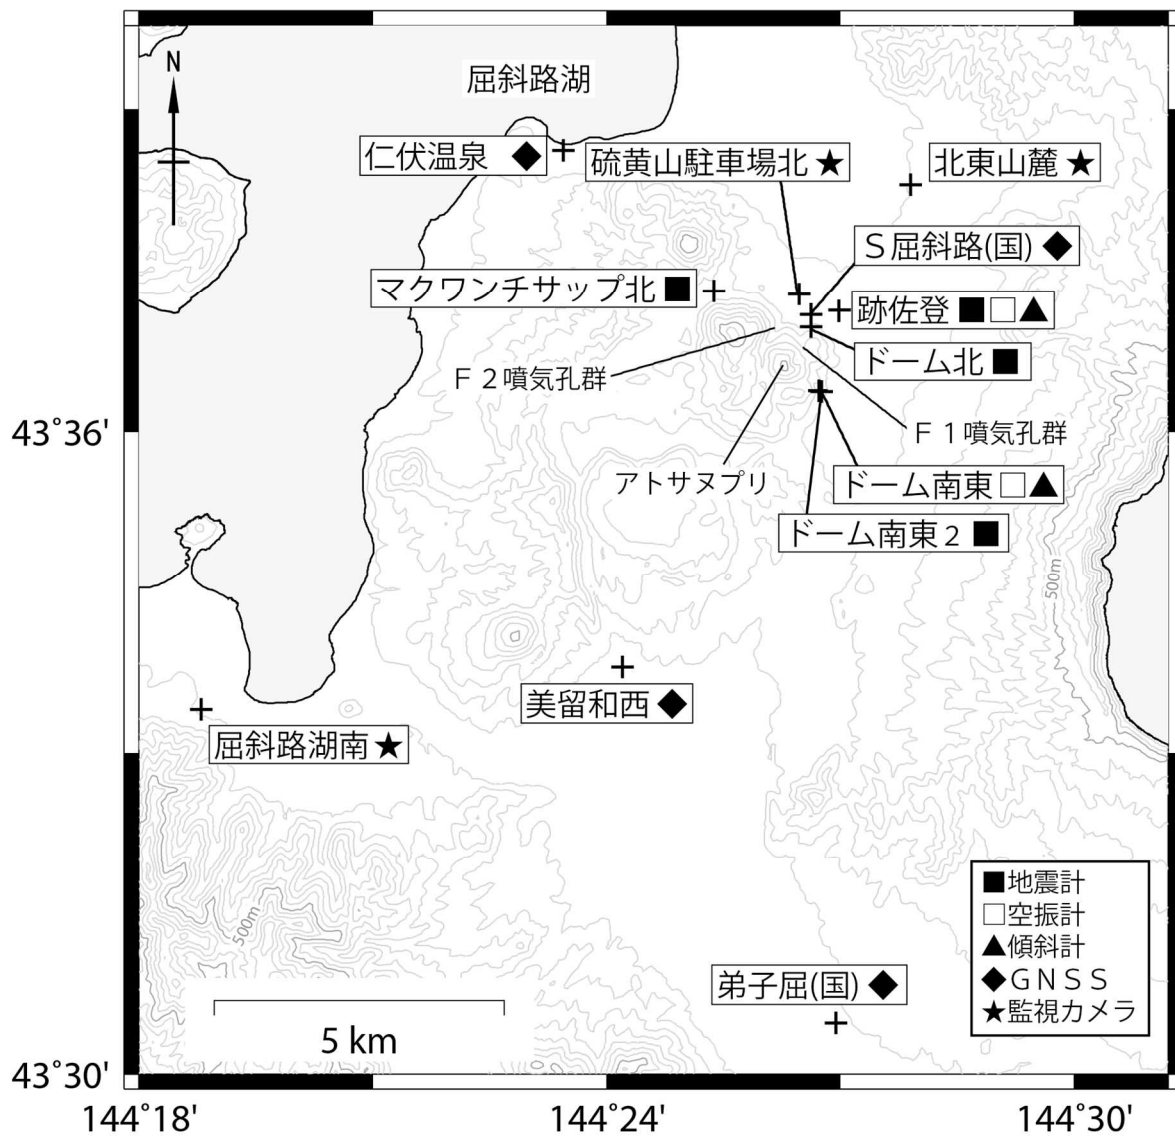 N
屈斜路湖
仁伏温泉 ◆
硫黄山駐車場北 ★
北東山麓 ★
S屈斜路(国) ◆
マクワンチサップ北 ■
跡佐登 ■□▲
ドーム北 ■
F2噴気孔群
F1噴気孔群
43°36'
アトサヌプリ
ドーム南東 □▲
ドーム南東2 ■
500m
美留和西 ◆
屈斜路湖南 ★
■地震計
□空振計
▲傾斜計
◆GNSS
★監視カメラ
500m
弟子屈(国) ◆
5 km
43°30'
144°18'
144°24'
144°30'